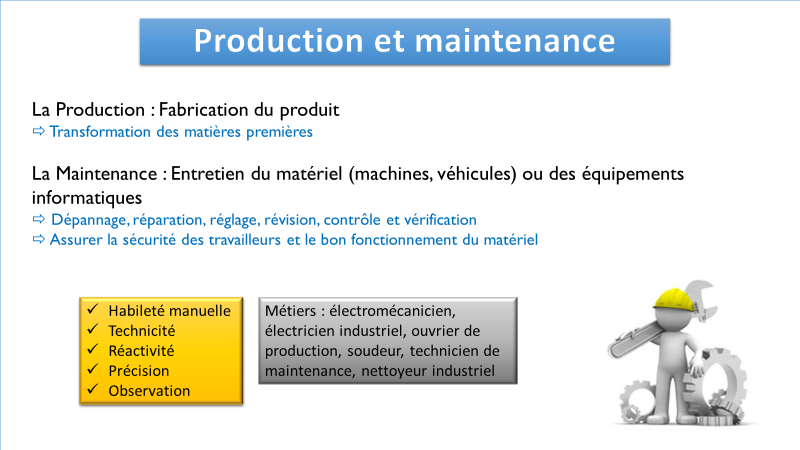 Production et maintenance
La Production : Fabrication du produit
⇨ Transformation des matières premières
La Maintenance : Entretien du matériel (machines, véhicules) ou des équipements
informatiques
⇨ Dépannage, réparation, réglage, révision, contrôle et vérification
⇨ Assurer la sécurité des travailleurs et le bon fonctionnement du matériel
✓ Habileté manuelle
✓ Technicité
✓ Réactivité
✓ Précision
✓ Observation
Métiers : électromécanicien,
électricien industriel, ouvrier de
production, soudeur, technicien de
maintenance, nettoyeur industriel